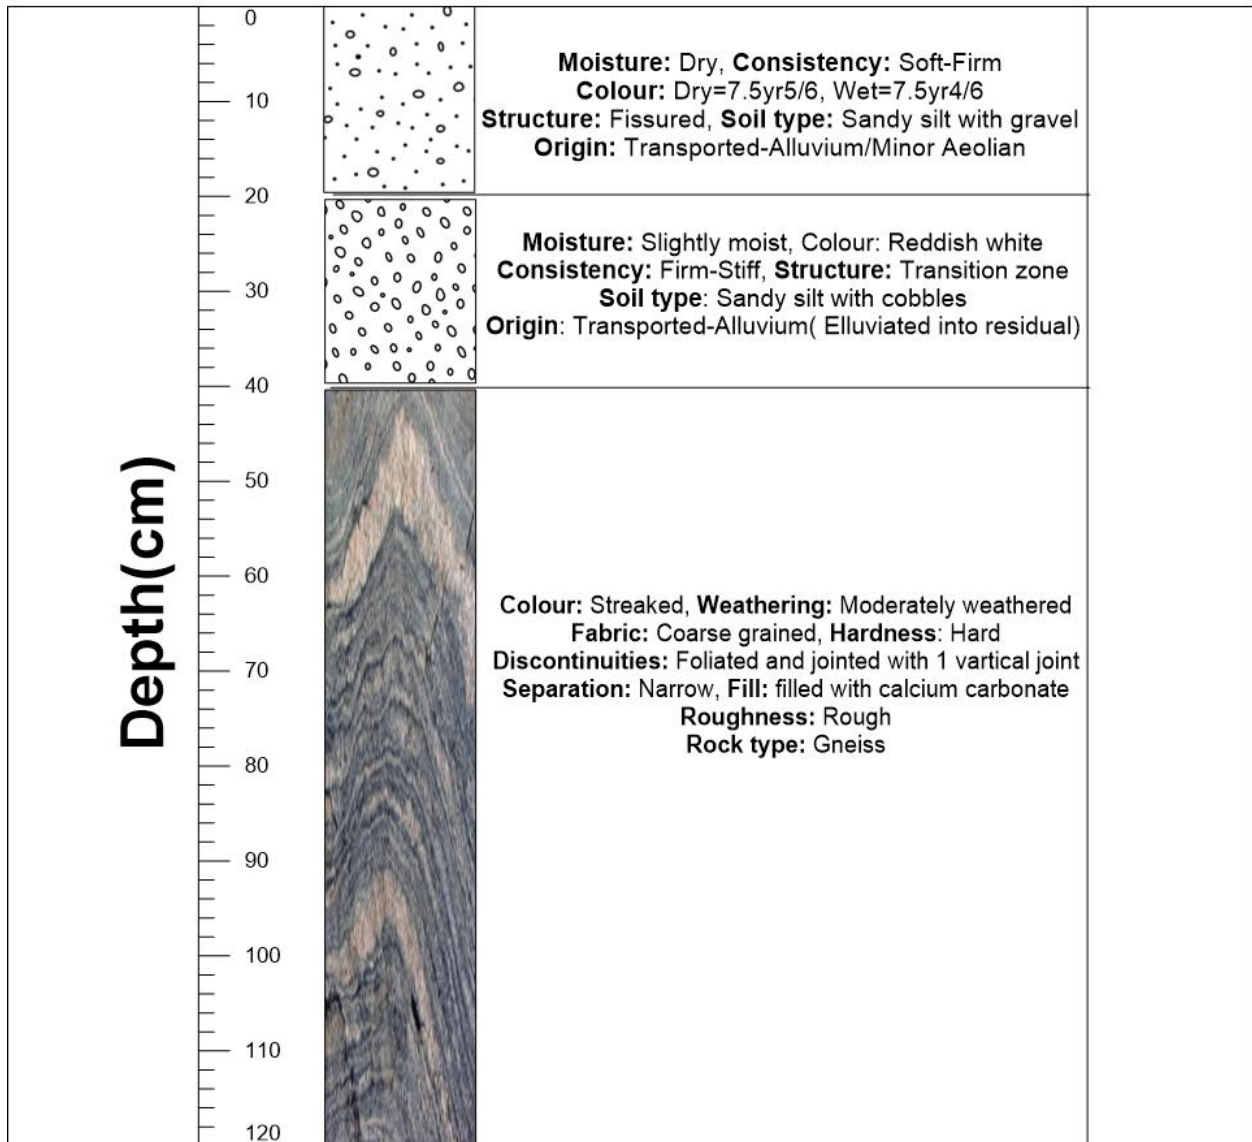 0
Moisture: Dry, Consistency: Soft-Firm
Colour: Dry=7.5yr5/6, Wet=7.5yr4/6
10
Structure: Fissured, Soil type: Sandy silt with gravel
Origin: Transported-Alluvium/Minor Aeolian
20
Moisture: Slightly moist, Colour: Reddish white
Consistency: Firm-Stiff, Structure: Transition zone
30
Soil type: Sandy silt with cobbles
Origin: Transported-Alluvium( Elluviated into residual)
40
Depth(cm)
50
60
Colour: Streaked, Weathering: Moderately weathered
Fabric: Coarse grained, Hardness: Hard
70
Discontinuities: Foliated and jointed with 1 vartical joint
Separation: Narrow, Fill: filled with calcium carbonate
Roughness: Rough
Rock type: Gneiss
80
90
100
110
120